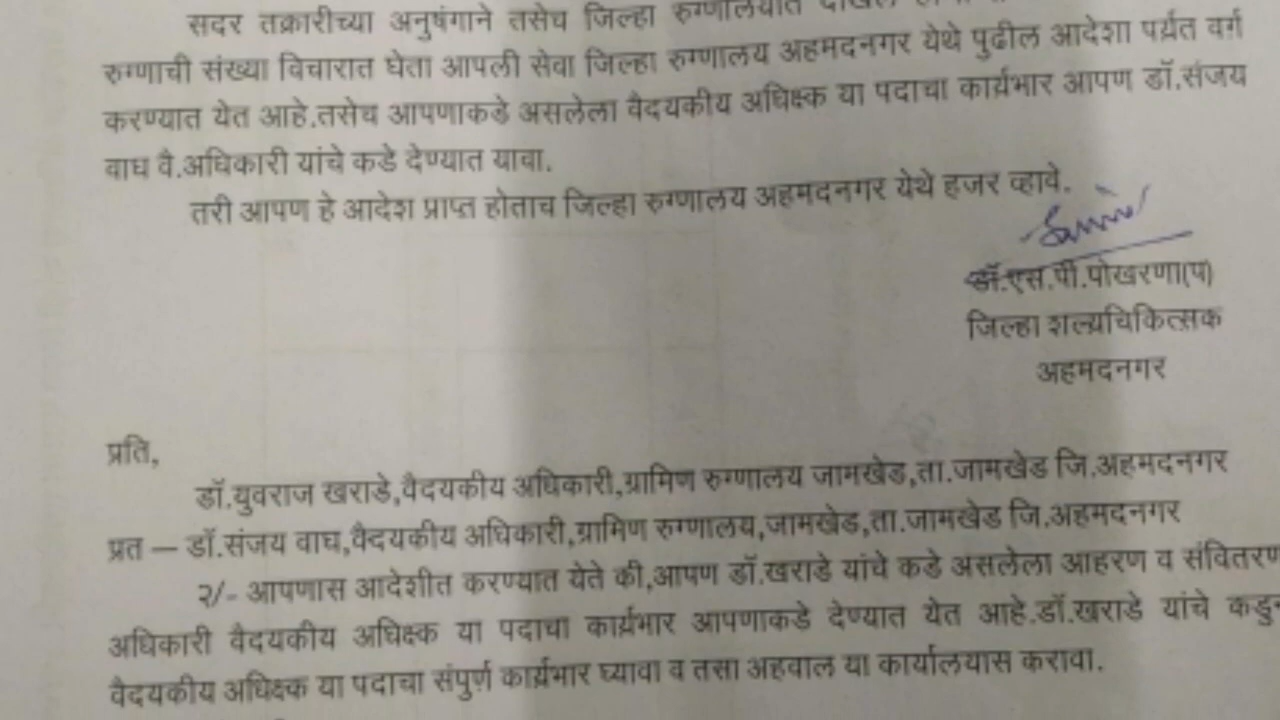 सदर तक्रारीच्या अनुषंगाने तसेच जिल्हा रुग्णालयात दाखल
रुग्णाची संख्या विचारात घेता आपली सेवा जिल्हा रुग्णालय अहमदनगर येथे पुढील आदेशा पर्यंत वर्ग
करण्यात येत आहे.तसेच आपणाकडे असलेला वैदयकीय अधिक्ष्क या पदाचा कार्यभार आपण डॉ.संजय
वाघ वै.अधिकारी यांचे कडे देण्यात यावा.
तरी आपण हे आदेश प्राप्त होताच जिल्हा रुग्णालय अहमदनगर येथे हजर व्हावे.
डॉ.एस.पी.पोखरणा(प)
जिल्हा शल्यचिकित्सक
अहमदनगर
प्रति,
डॉ.युवराज खराडे,वैदयकीय अधिकारी,ग्रामिण रुग्णालय जामखेड,ता.जामखेड जि.अहमदनगर
प्रत – डॉ.संजय वाघ,वैदयकीय अधिकारी,ग्रामिण रुग्णालय,जामखेड,ता.जामखेड जि.अहमदनगर
२/- आपणास आदेशीत करण्यात येते की,आपण डॉ.खराडे यांचे कडे असलेला आहरण व संवितरण
अधिकारी वैदयकीय अधिक्ष्क या पदाचा कार्यभार आपणाकडे देण्यात येत आहे.डॉ.खराडे यांचे कडुन
वैदयकीय अधिक्ष्क या पदाचा संपुर्ण कार्यभार घ्यावा व तसा अहवाल या कार्यालयास करावा.